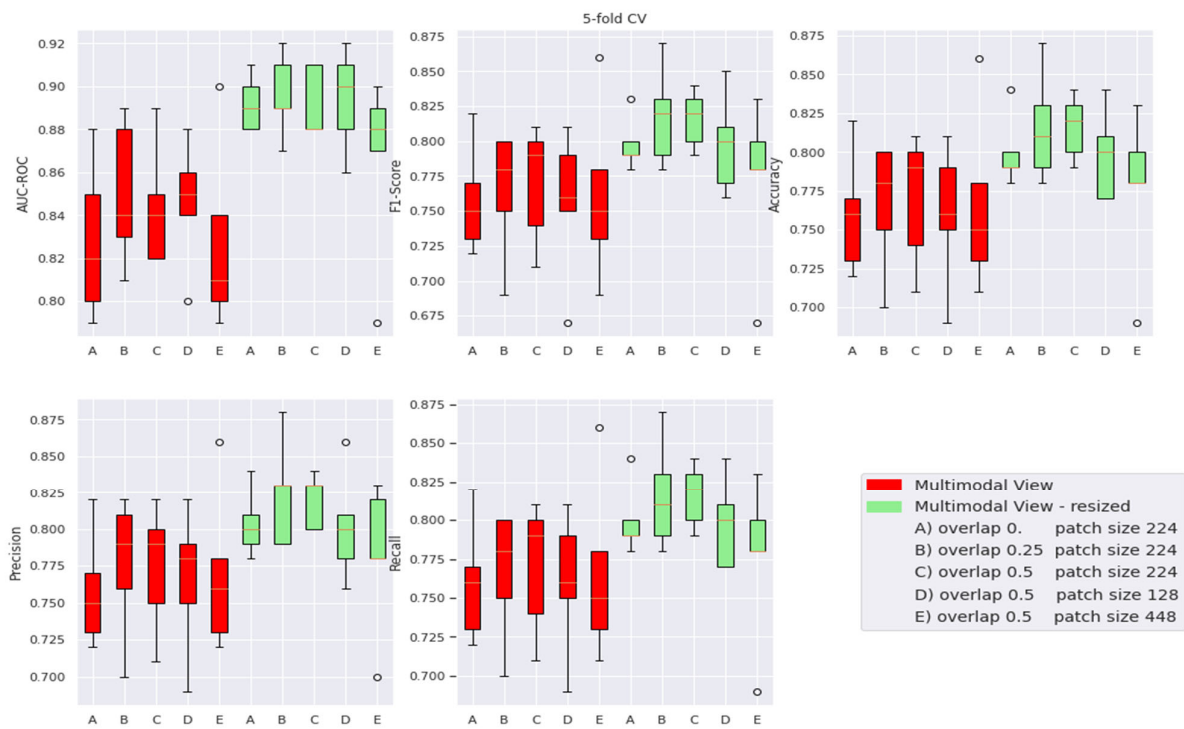 5-fold CV
AUC-ROC
0.92
0.90
0.88
0.86
0.84
0.82
0.80
A B C D E A B C D E
F1-Score
0.875
0.850
0.825
0.800
0.775
0.750
0.725
0.700
0.675
A B C D E A B C D E
Accuracy
0.875
0.850
0.825
0.800
0.775
0.750
0.725
0.700
A B C D E A B C D E
Precision
0.875
0.850
0.825
0.800
0.775
0.750
0.725
0.700
A B C D E A B C D E
Recall
0.875
0.850
0.825
0.800
0.775
0.750
0.725
0.700
A B C D E A B C D E
Multimodal View
Multimodal View - resized
A) overlap 0. patch size 224
B) overlap 0.25 patch size 224
C) overlap 0.5 patch size 224
D) overlap 0.5 patch size 128
E) overlap 0.5 patch size 448